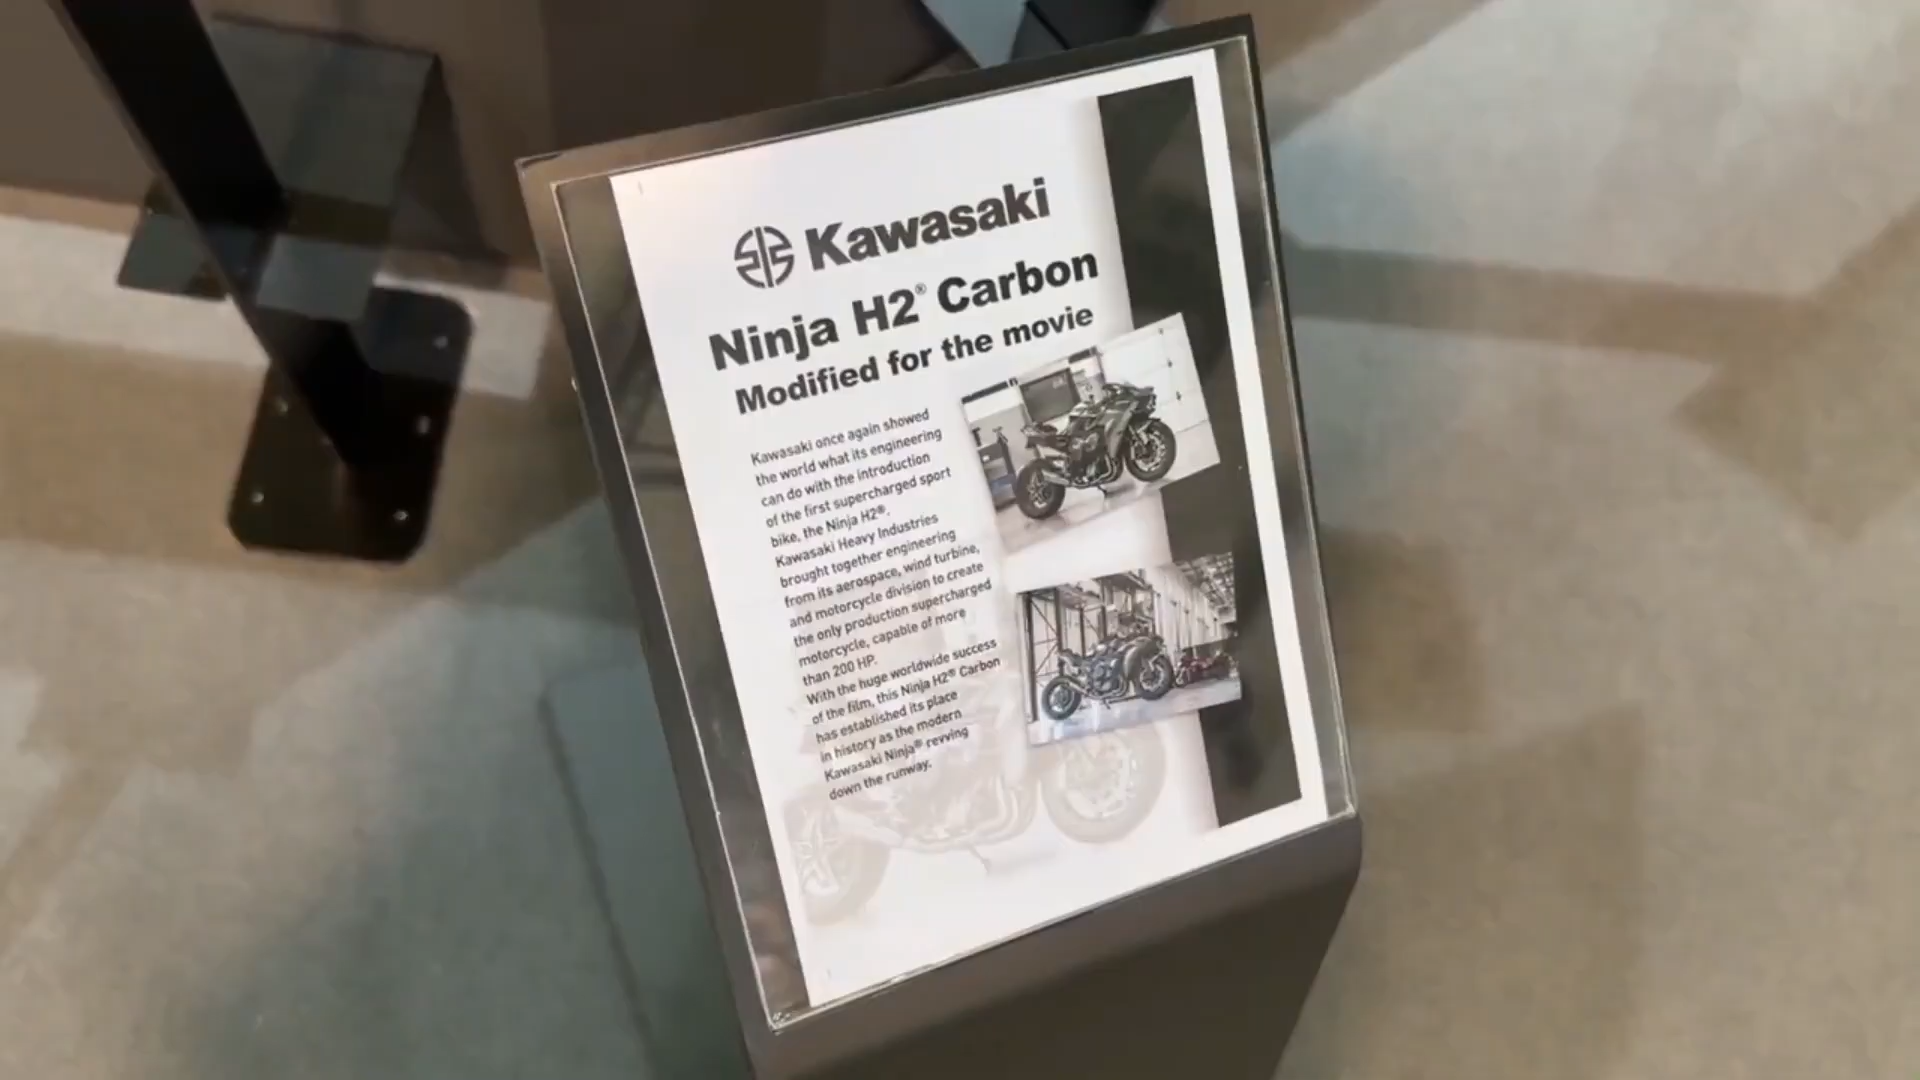 Kawasaki
Ninja H2® Carbon
Modified for the movie
Kawasaki once again showed
the world what its engineering
can do with the introduction
of the first supercharged sport
bike, the Ninja H2®.
Kawasaki Heavy Industries
brought together engineering
from its aerospace, wind turbine,
and motorcycle division to create
the only production supercharged
motorcycle, capable of more
than 200 HP.
With the huge worldwide success
of the film, this Ninja H2® Carbon
has established its place
in history as the modern
Kawasaki Ninja® revving
down the runway.